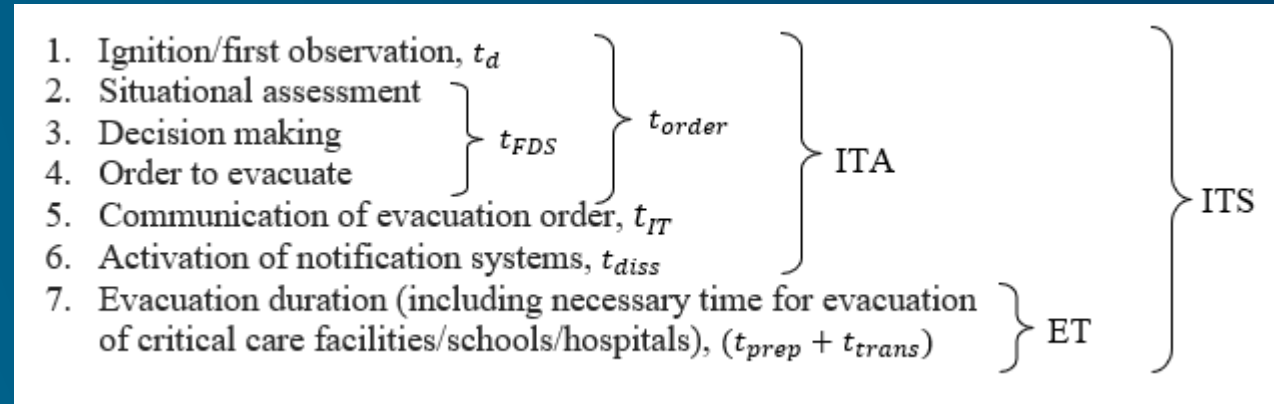 1. Ignition/first observation, t_d
2. Situational assessment
3. Decision making
4. Order to evacuate
t_FDS
t_order
5. Communication of evacuation order, t_IT
6. Activation of notification systems, t_diss
ITA
7. Evacuation duration (including necessary time for evacuation
of critical care facilities/schools/hospitals), (t_prep + t_trans)
ET
ITS